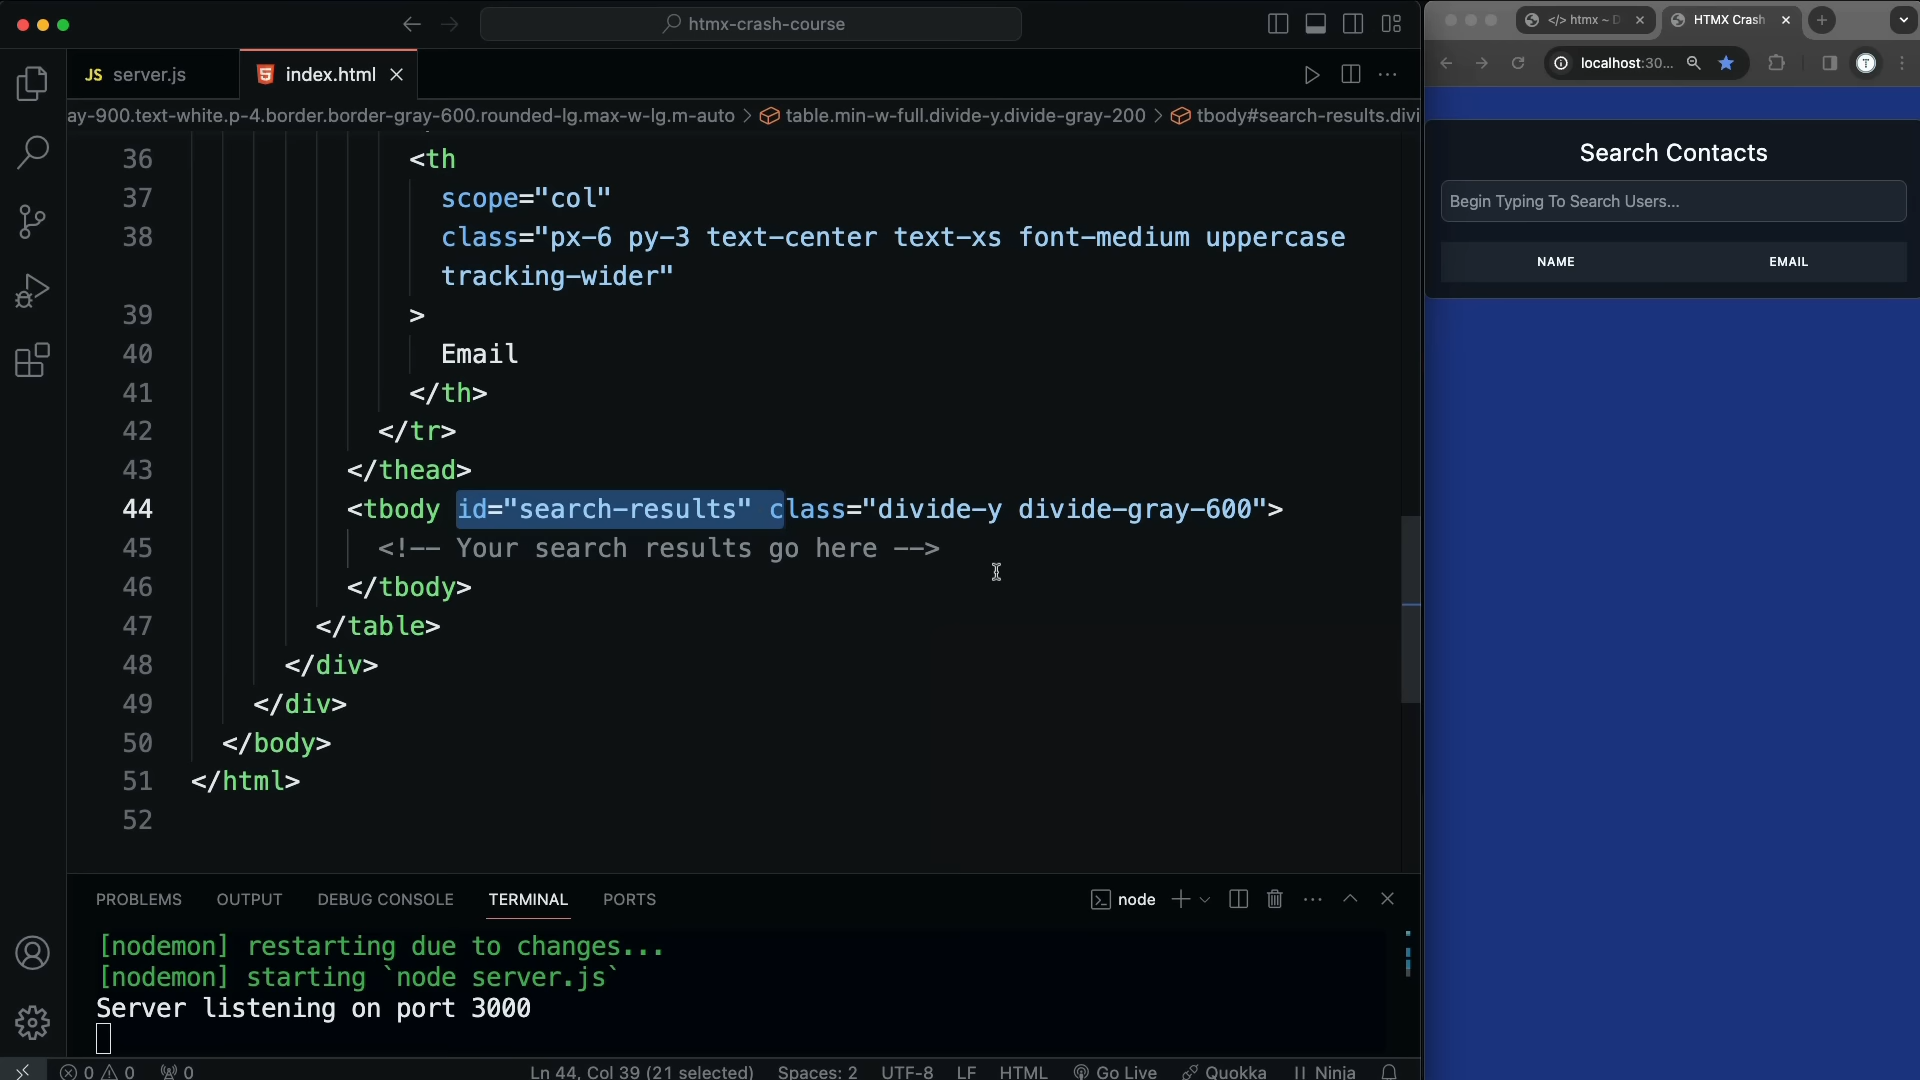 htmx-crash-course
JS server.js
index.html
ay-900.text-white.p-4.border.border-gray-600.rounded-lg.max-w-lg.m-auto > table.min-w-full.divide-y.divide-gray-200 > tbody#search-results.divi
36 <th
37 scope="col"
38 class="px-6 py-3 text-center text-xs font-medium uppercase
tracking-wider"
39 >
40 Email
41 </th>
42 </tr>
43 </thead>
44 <tbody id="search-results" class="divide-y divide-gray-600">
45 <!-- Your search results go here -->
46 </tbody>
47 </table>
48 </div>
49 </div>
50 </body>
51 </html>
52
PROBLEMS OUTPUT DEBUG CONSOLE TERMINAL PORTS
node
[nodemon] restarting due to changes...
[nodemon] starting `node server.js`
Server listening on port 3000
0 0 0 Ln 44, Col 39 (21 selected) Spaces: 2 UTF-8 LF HTML Go Live Quokka Ninja
</> htmx ~ D
HTMX Crash
localhost:30...
T
Search Contacts
Begin Typing To Search Users...
NAME EMAIL